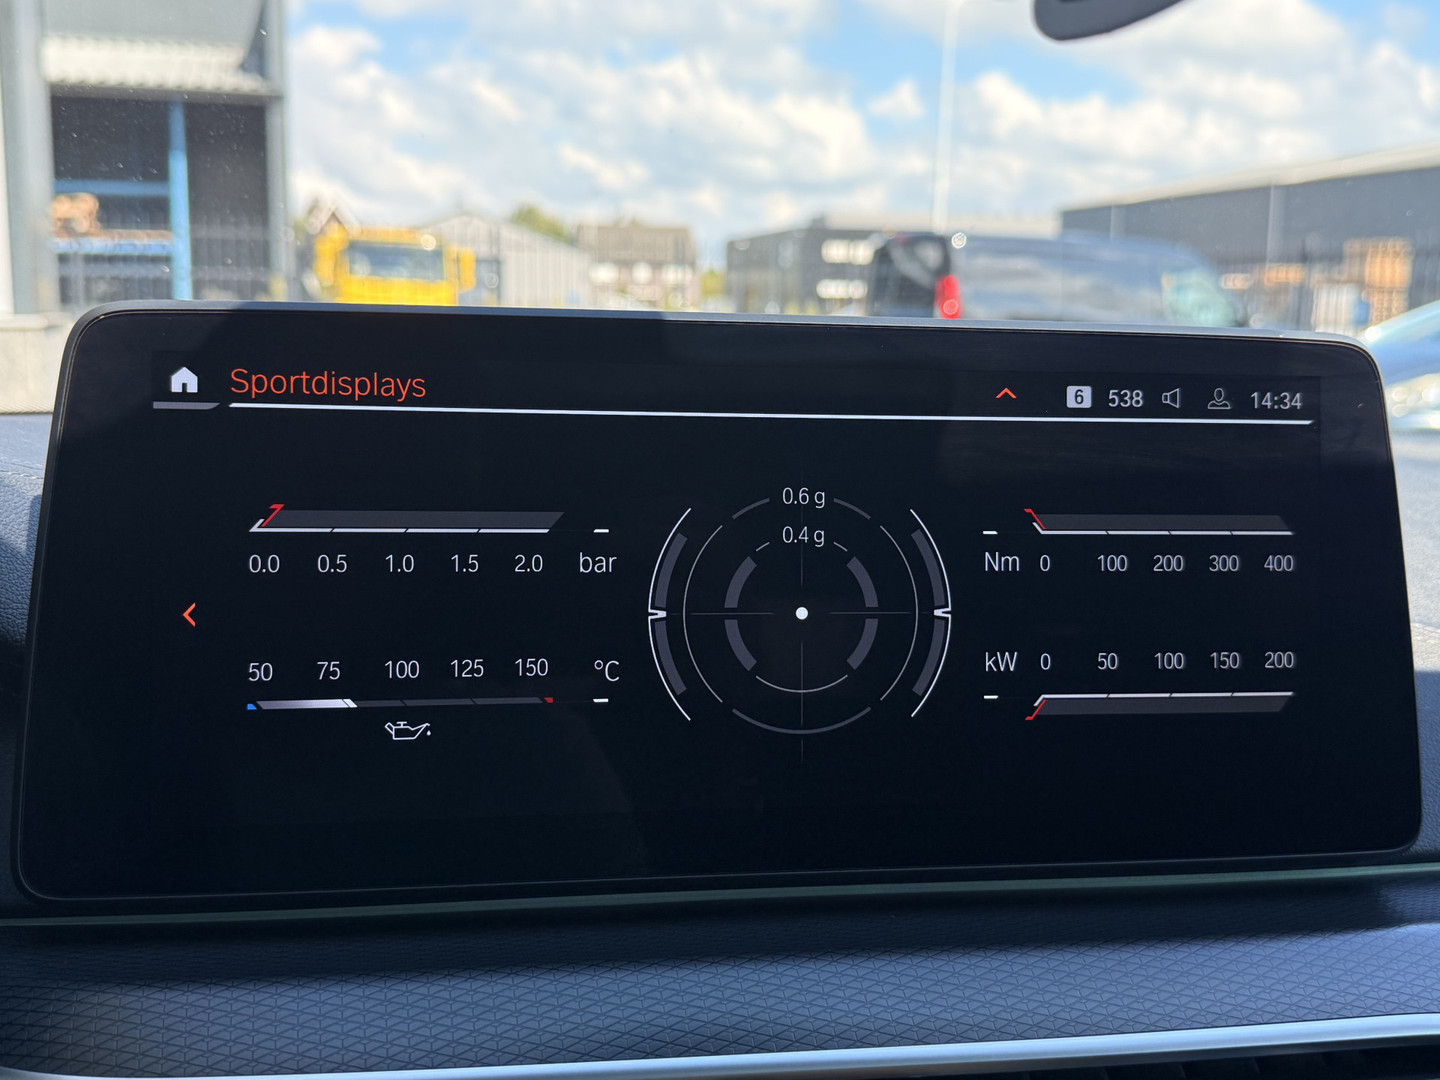 Sportdisplays
6 538 14:34
0.0 0.5 1.0 1.5 2.0 bar
50 75 100 125 150 °C
0.6 g
0.4 g
Nm 0 100 200 300 400
kW 0 50 100 150 200